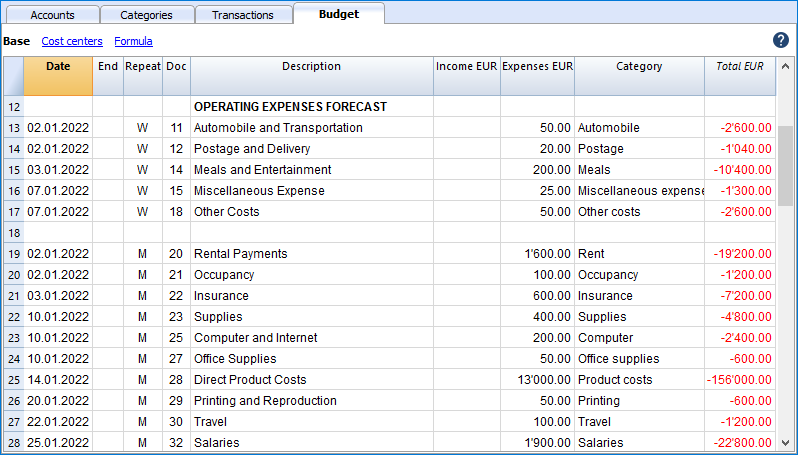 Accounts Categories Transactions Budget
Base Cost centers Formula ?
Date End Repeat Doc Description Income EUR Expenses EUR Category Total EUR
12 OPERATING EXPENSES FORECAST
13 02.01.2022 W 11 Automobile and Transportation 50.00 Automobile -2'600.00
14 02.01.2022 W 12 Postage and Delivery 20.00 Postage -1'040.00
15 03.01.2022 W 14 Meals and Entertainment 200.00 Meals -10'400.00
16 07.01.2022 W 15 Miscellaneous Expense 25.00 Miscellaneous expense -1'300.00
17 07.01.2022 W 18 Other Costs 50.00 Other costs -2'600.00
18
19 02.01.2022 M 20 Rental Payments 1'600.00 Rent -19'200.00
20 02.01.2022 M 21 Occupancy 100.00 Occupancy -1'200.00
21 03.01.2022 M 22 Insurance 600.00 Insurance -7'200.00
22 10.01.2022 M 23 Supplies 400.00 Supplies -4'800.00
23 10.01.2022 M 25 Computer and Internet 200.00 Computer -2'400.00
24 10.01.2022 M 27 Office Supplies 50.00 Office supplies -600.00
25 14.01.2022 M 28 Direct Product Costs 13'000.00 Product costs -156'000.00
26 20.01.2022 M 29 Printing and Reproduction 50.00 Printing -600.00
27 22.01.2022 M 30 Travel 100.00 Travel -1'200.00
28 25.01.2022 M 32 Salaries 1'900.00 Salaries -22'800.00